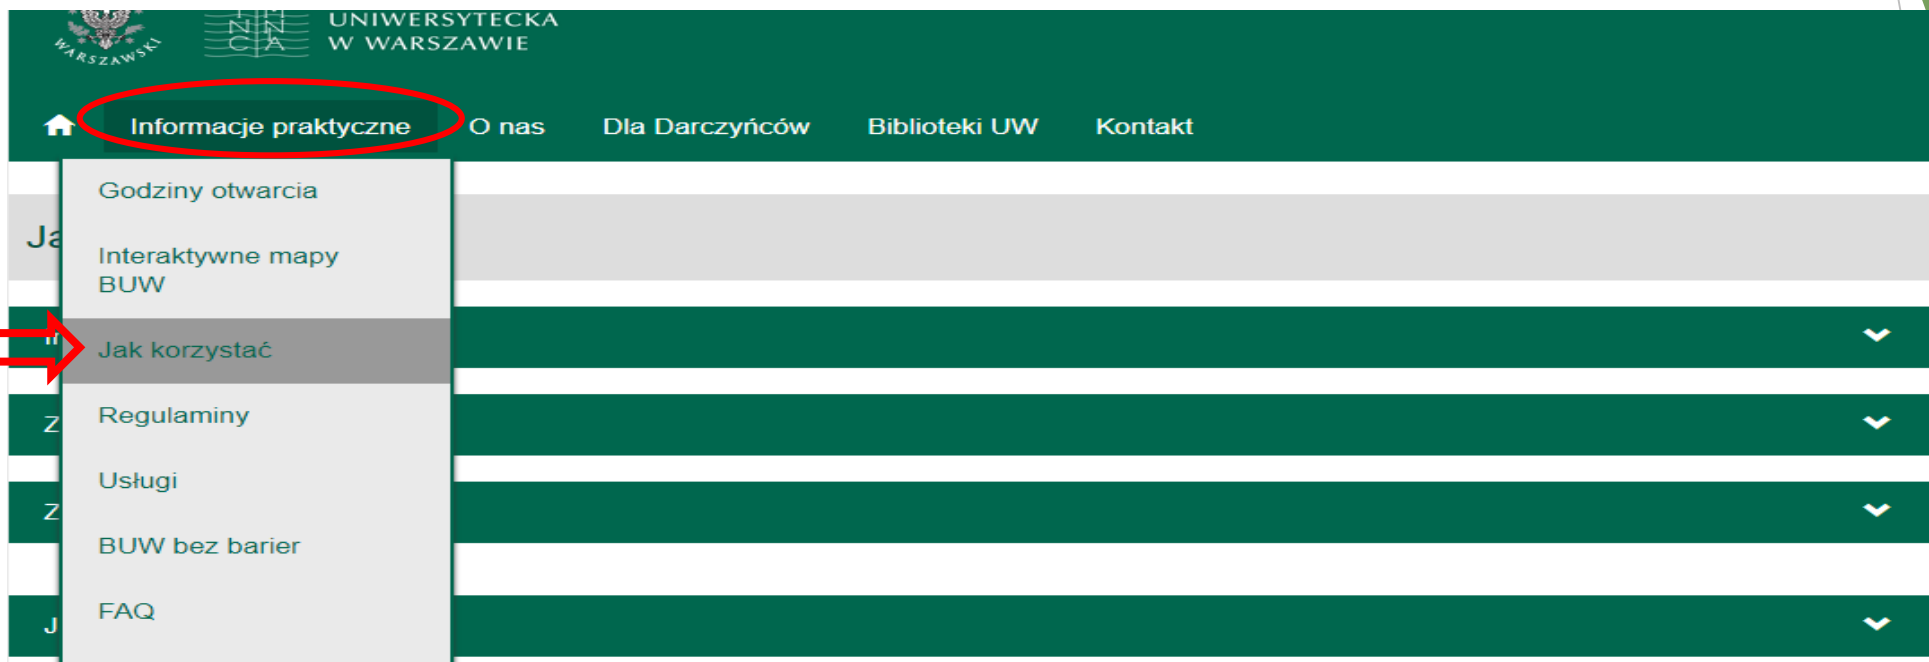 UNIWERSYTECKA
W WARSZAWIE
WARSZAWSKI
Informacje praktyczne
O nas
Dla Darczyńców
Biblioteki UW
Kontakt
Godziny otwarcia
Interaktywne mapy
BUW
Jak korzystać
Regulaminy
Usługi
BUW bez barier
FAQ